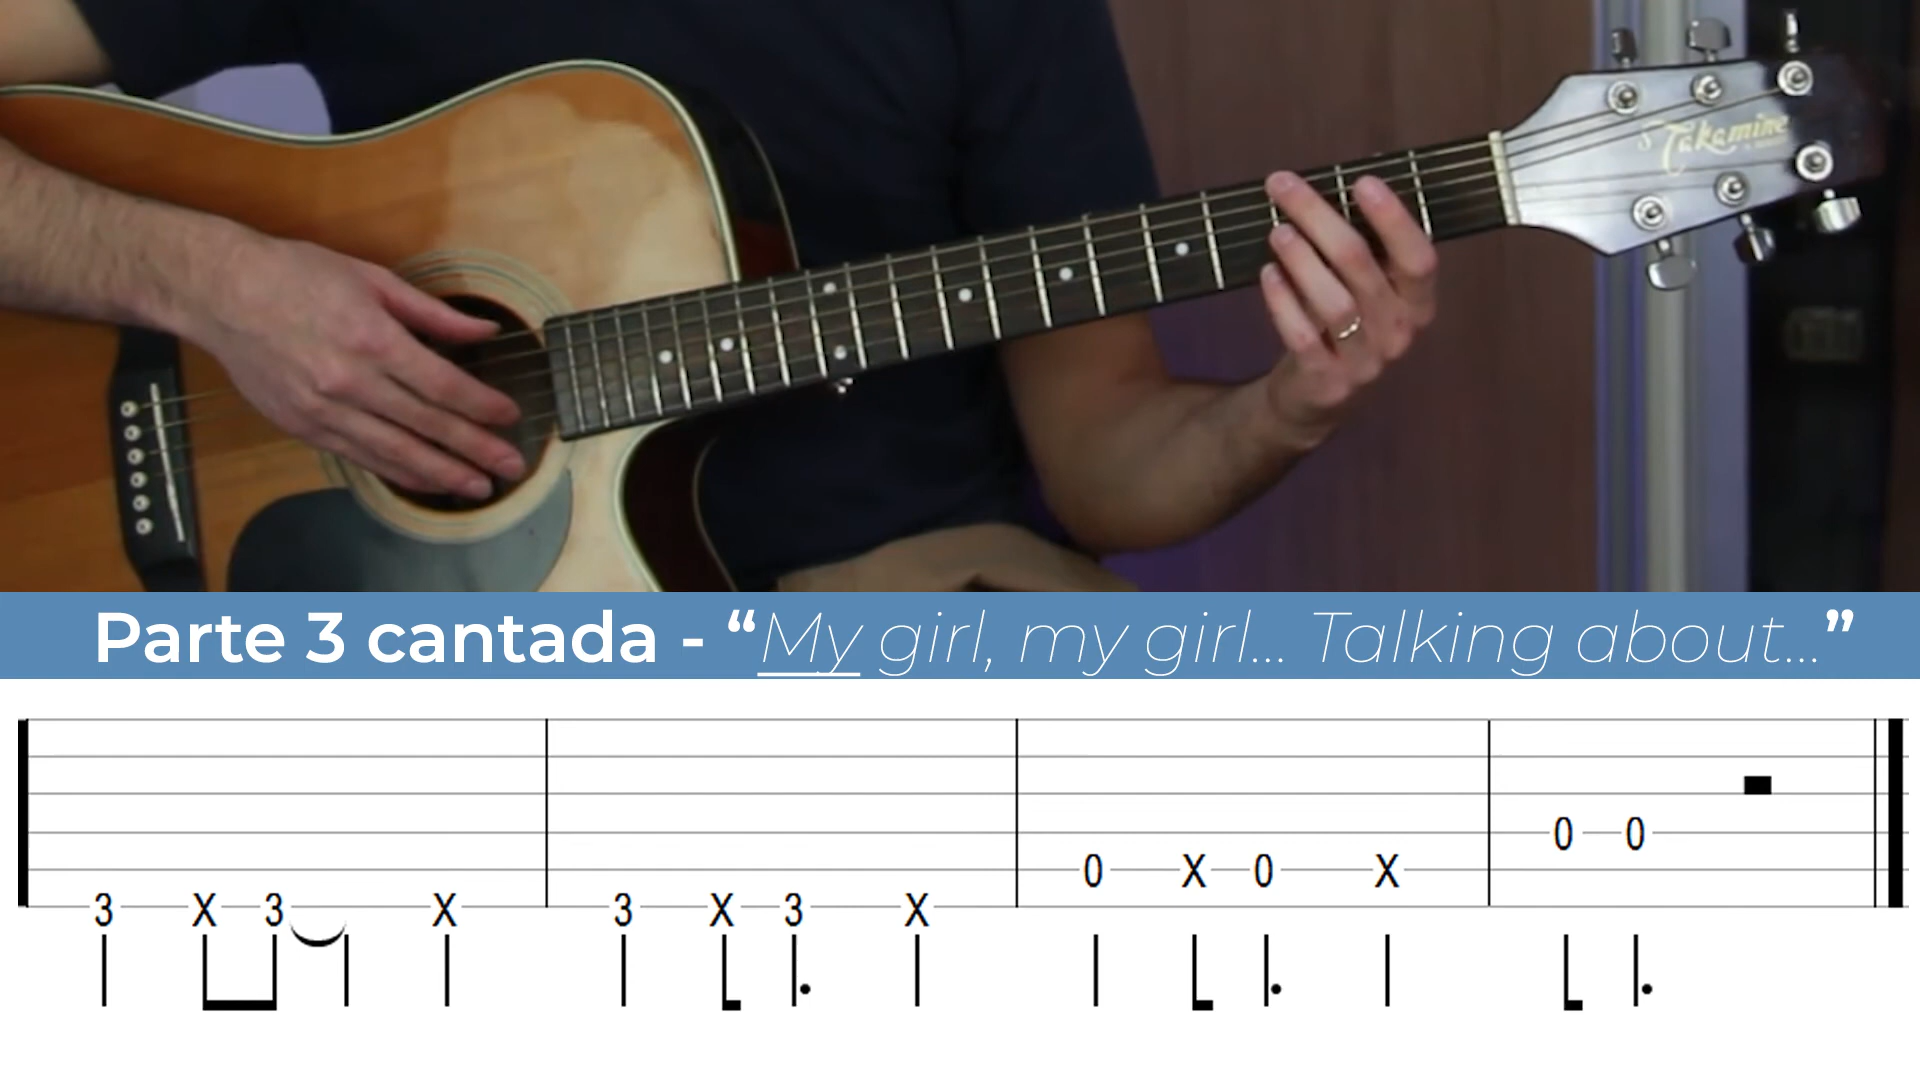 Takamine
Parte 3 cantada - “My girl, my girl... Talking about...”
0 0
0 X 0 X
3 X 3 X 3 X 3 X